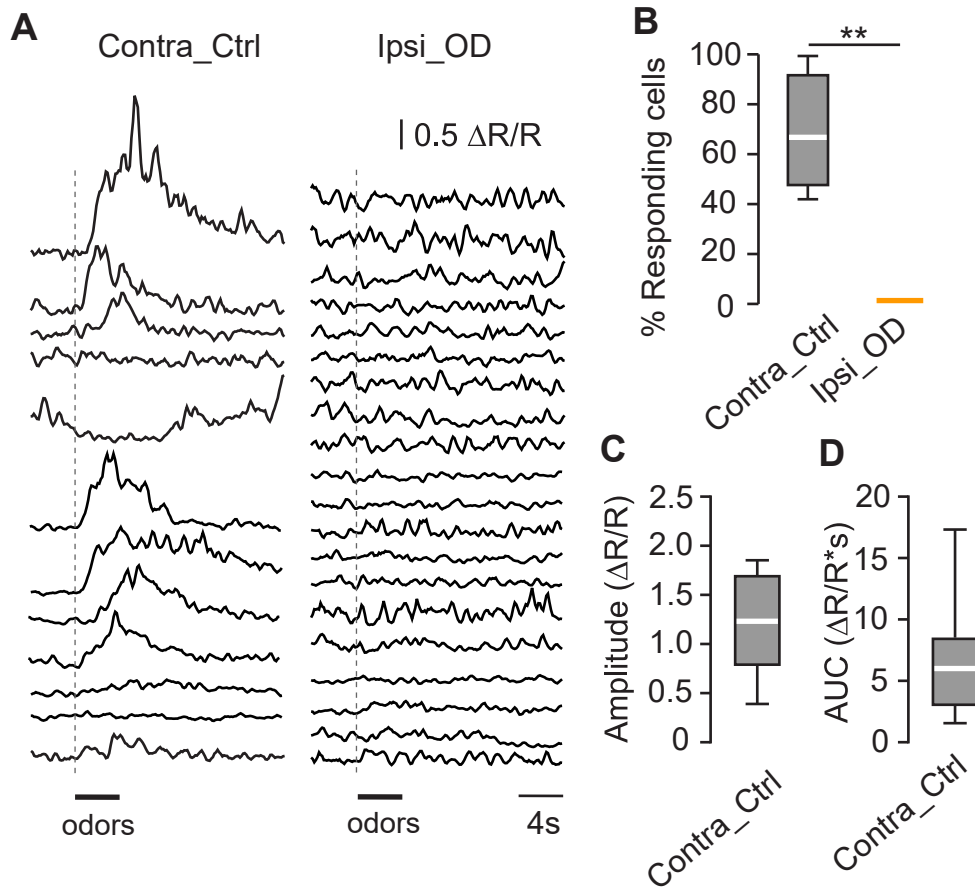 A
Contra_Ctrl
Ipsi_OD
0.5 ΔR/R
odors
odors
4s
B
**
% Responding cells
100
80
60
40
20
0
Contra_Ctrl
Ipsi_OD
C
Amplitude (ΔR/R)
2.5
2.0
1.5
1.0
0.5
0
Contra_Ctrl
D
AUC (ΔR/R*s)
20
15
10
5
0
Contra_Ctrl